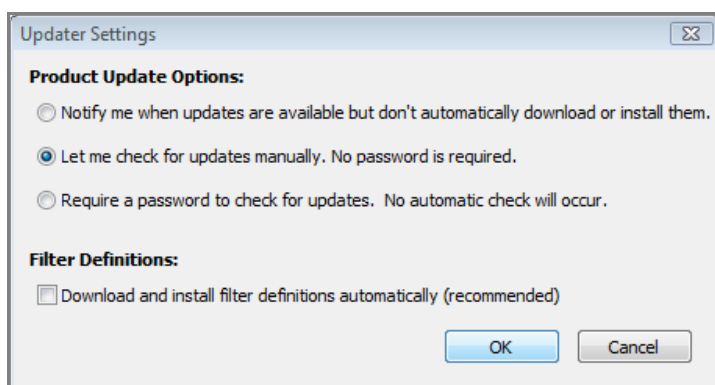 Updater Settings
Product Update Options:
Notify me when updates are available but don't automatically download or install them.
Let me check for updates manually. No password is required.
Require a password to check for updates.  No automatic check will occur.
Filter Definitions:
Download and install filter definitions automatically (recommended)
OK Cancel